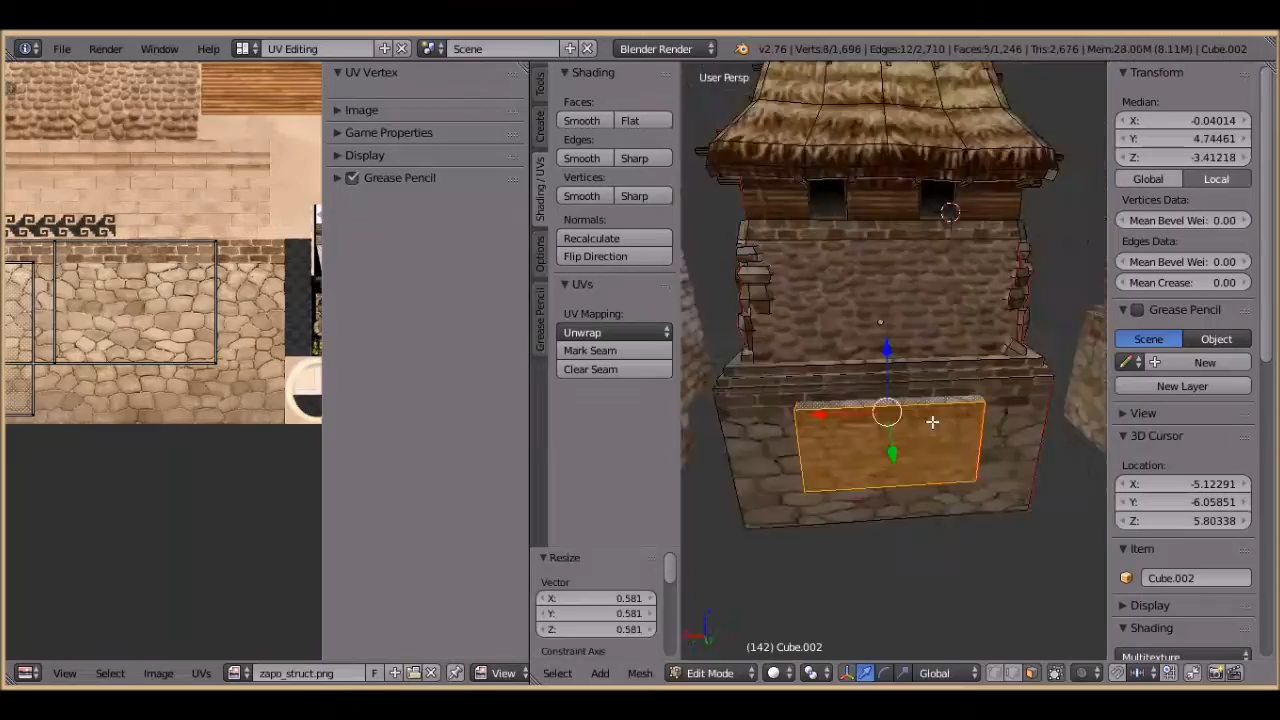 File Render Window Help UV Editing Scene Blender Render v2.76 | Verts:8/1,696 | Edges:12/2,710 | Faces:5/1,246 | Tris:2,676 | Mem:28.06M (8.11M) | Cube.002
UV Vertex
Image
Game Properties
Display
Grease Pencil
Tools
Create
Shading / UVs
Options
Grease Pencil
Shading
Faces:
Smooth Flat
Edges:
Smooth Sharp
Vertices:
Smooth Sharp
Normals:
Recalculate
Flip Direction
UVs
UV Mapping:
Unwrap
Mark Seam
Clear Seam
Resize
Vector
X: 0.581
Y: 0.581
Z: 0.581
Constraint Axis
User Persp
(142) Cube.002
Transform
Median:
X: -0.04014
Y: 4.74461
Z: -3.41218
Global Local
Vertices Data:
Mean Bevel Wei: 0.00
Edges Data:
Mean Bevel Wei: 0.00
Mean Crease: 0.00
Grease Pencil
Scene Object
New
New Layer
View
3D Cursor
Location:
X: -5.12291
Y: -6.05851
Z: 5.80338
Item
Cube.002
Display
Shading
Multitexture
View Select Image UVs zapo_struct.png F View
Select Add Mesh Edit Mode Global